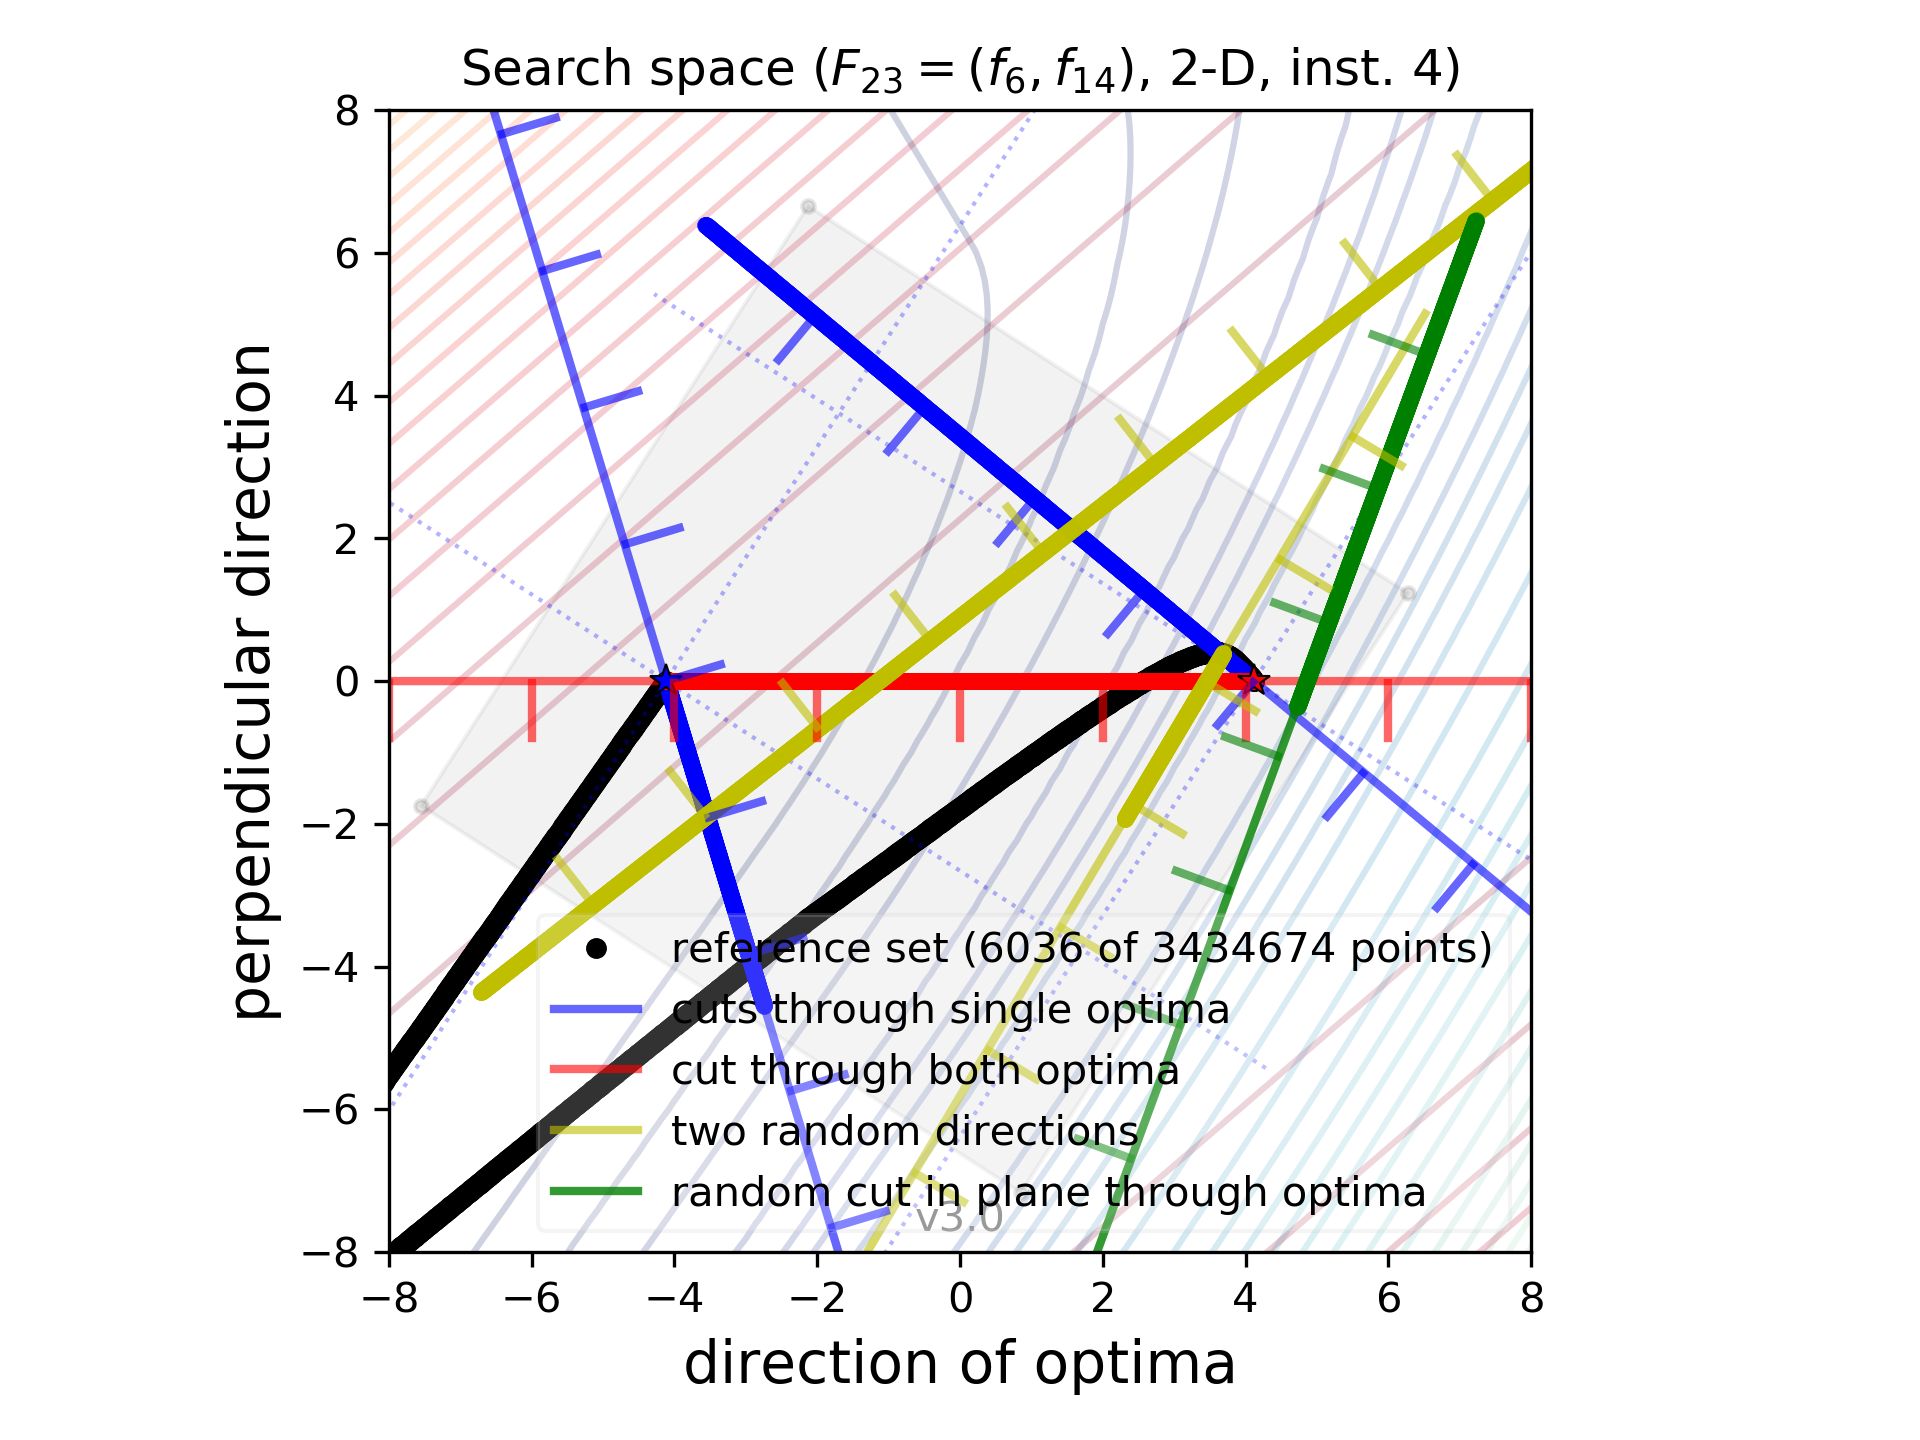 Search space (F23 = (f6, f14), 2-D, inst. 4)
8
6
4
2
0
−2
−4
−6
−8
perpendicular direction
reference set (6036 of 3434674 points)
cuts through single optima
cut through both optima
two random directions
random cut in plane through optima
v3.0
−8 −6 −4 −2 0 2 4 6 8
direction of optima